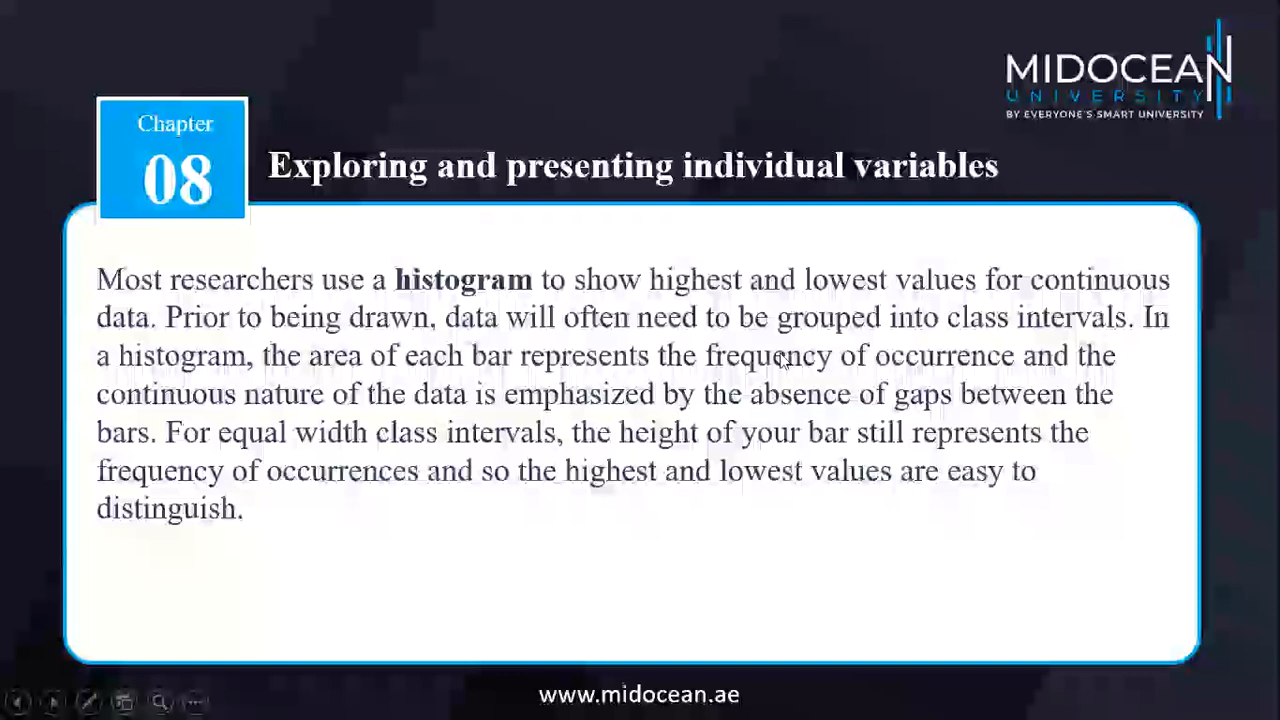 MIDOCEAN
UNIVERSITY
BY EVERYONE'S SMART UNIVERSITY
Chapter
08
Exploring and presenting individual variables
Most researchers use a histogram to show highest and lowest values for continuous
data. Prior to being drawn, data will often need to be grouped into class intervals. In
a histogram, the area of each bar represents the frequency of occurrence and the
continuous nature of the data is emphasized by the absence of gaps between the
bars. For equal width class intervals, the height of your bar still represents the
frequency of occurrences and so the highest and lowest values are easy to
distinguish.
www.midocean.ae